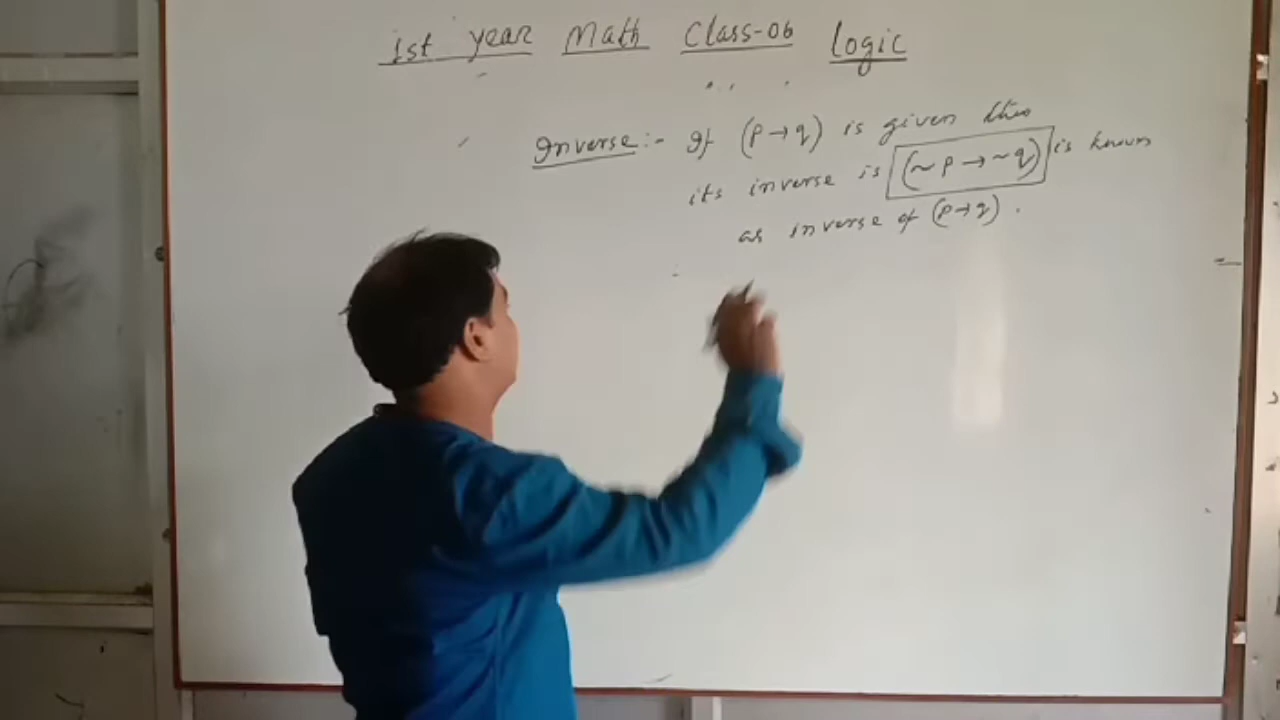 1st year Math Class-06 logic
Inverse:- If (p→q) is given then
its inverse is (~p→~q) is known
as inverse of (p→q).